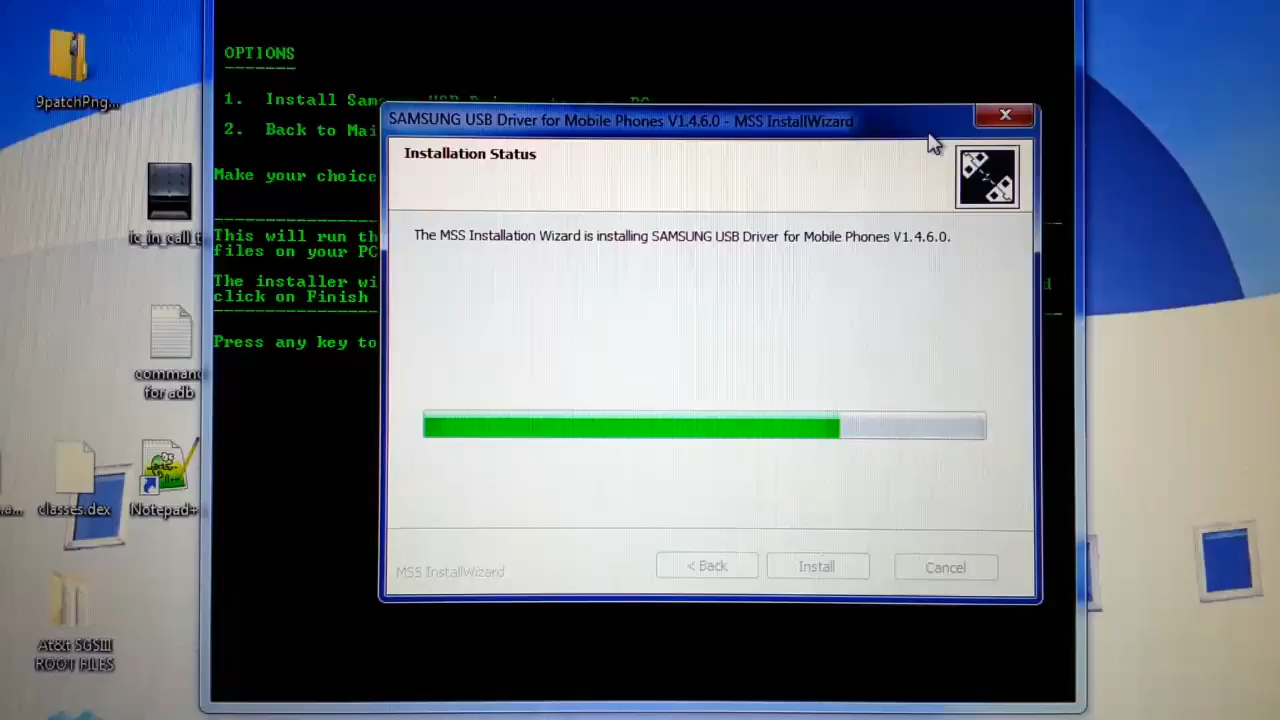 OPTIONS
1. Install Sam
2. Back to Mai
Make your choice
This will run th
files on your PC
The installer wi
click on Finish
Press any key to
SAMSUNG USB Driver for Mobile Phones V1.4.6.0 - MSS InstallWizard
Installation Status
The MSS Installation Wizard is installing SAMSUNG USB Driver for Mobile Phones V1.4.6.0.
MSS InstallWizard
< Back
Install
Cancel
9patchPng...
ic_in_call_t
command
for adb
classes.dex
Notepad+
At&t SGSIII
ROOT FILES